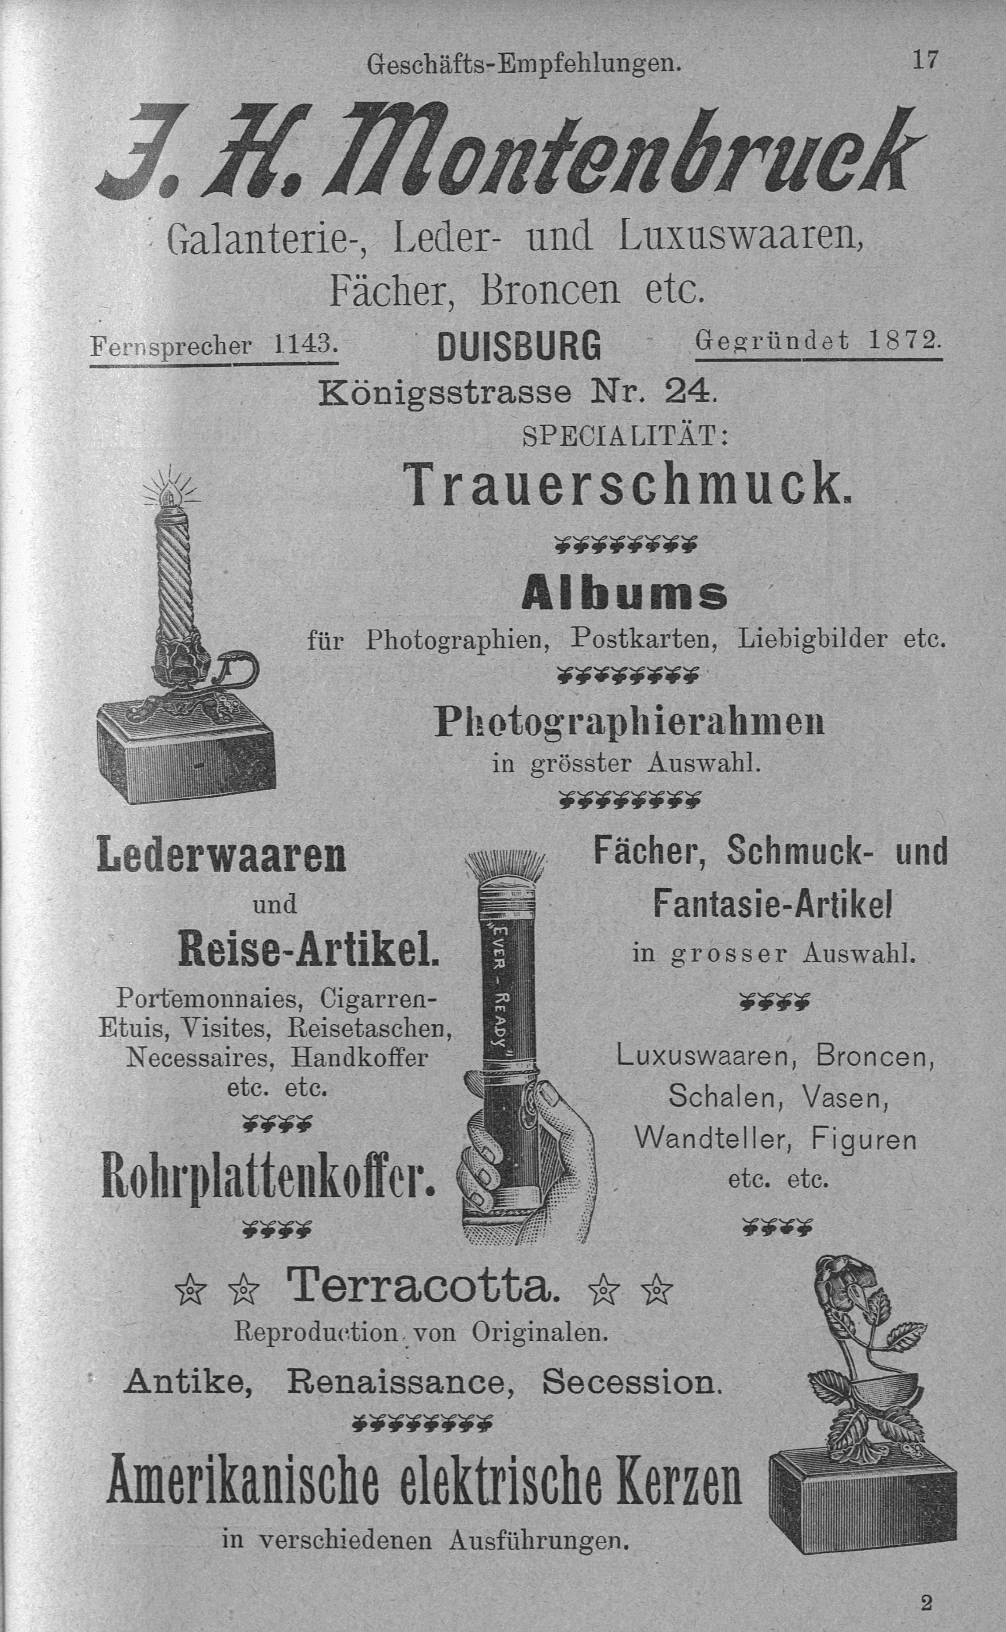 Geschäfts-Empfehlungen. 17
J. H. Montenbruck
Galanterie-, Leder- und Luxuswaaren,
Fächer, Broncen etc.
Fernsprecher 1143. DUISBURG Gegründet 1872.
Königsstrasse Nr. 24.
SPECIALITÄT:
Trauerschmuck.
Albums
für Photographien, Postkarten, Liebigbilder etc.
Photographierahmen
in grösster Auswahl.
Lederwaaren
und
Reise-Artikel.
Portemonnaies, Cigarren-
Etuis, Visites, Reisetaschen,
Necessaires, Handkoffer
etc. etc.
Rohrplattenkoffer.
"EVER-READY"
Fächer, Schmuck- und
Fantasie-Artikel
in grosser Auswahl.
Luxuswaaren, Broncen,
Schalen, Vasen,
Wandteller, Figuren
etc. etc.
Terracotta.
Reproduction von Originalen.
Antike, Renaissance, Secession.
Amerikanische elektrische Kerzen
in verschiedenen Ausführungen.
2